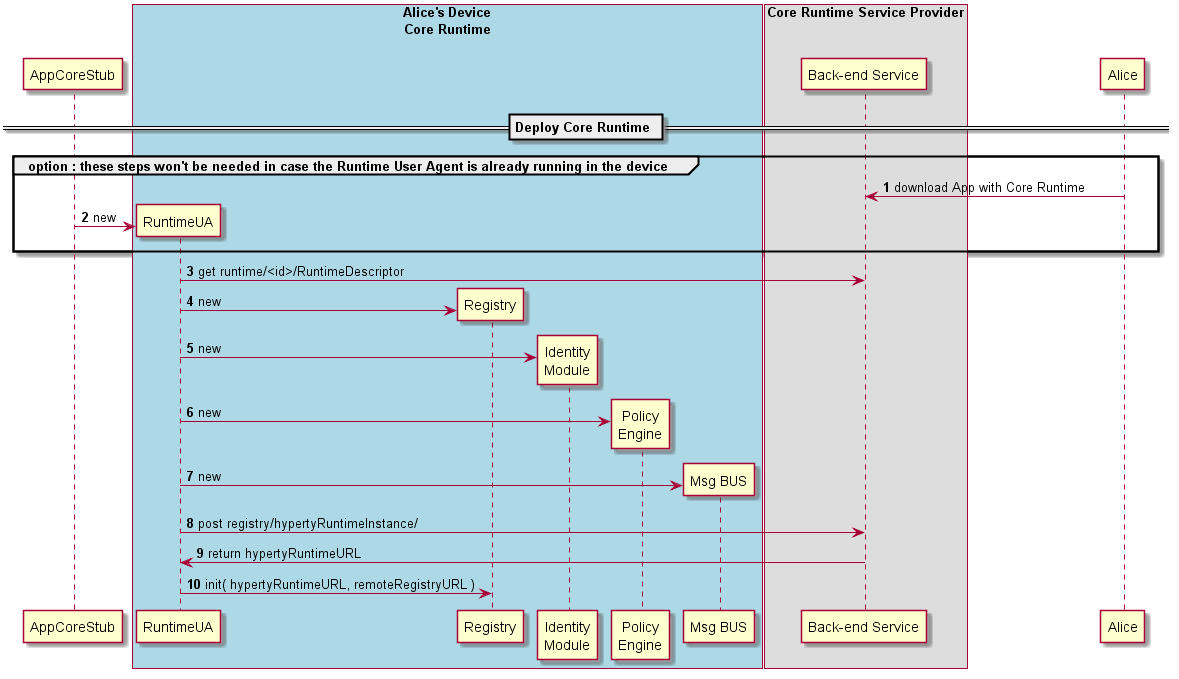 Alice's Device
Core Runtime
Core Runtime Service Provider
AppCoreStub
Back-end Service
Alice
Deploy Core Runtime
option : these steps won't be needed in case the Runtime User Agent is already running in the device
1 download App with Core Runtime
2 new
RuntimeUA
3 get runtime/<id>/RuntimeDescriptor
4 new
Registry
5 new
Identity
Module
6 new
Policy
Engine
7 new
Msg BUS
8 post registry/hypertyRuntimeInstance/
9 return hypertyRuntimeURL
10 init( hypertyRuntimeURL, remoteRegistryURL )
AppCoreStub
RuntimeUA
Registry
Identity
Module
Policy
Engine
Msg BUS
Back-end Service
Alice